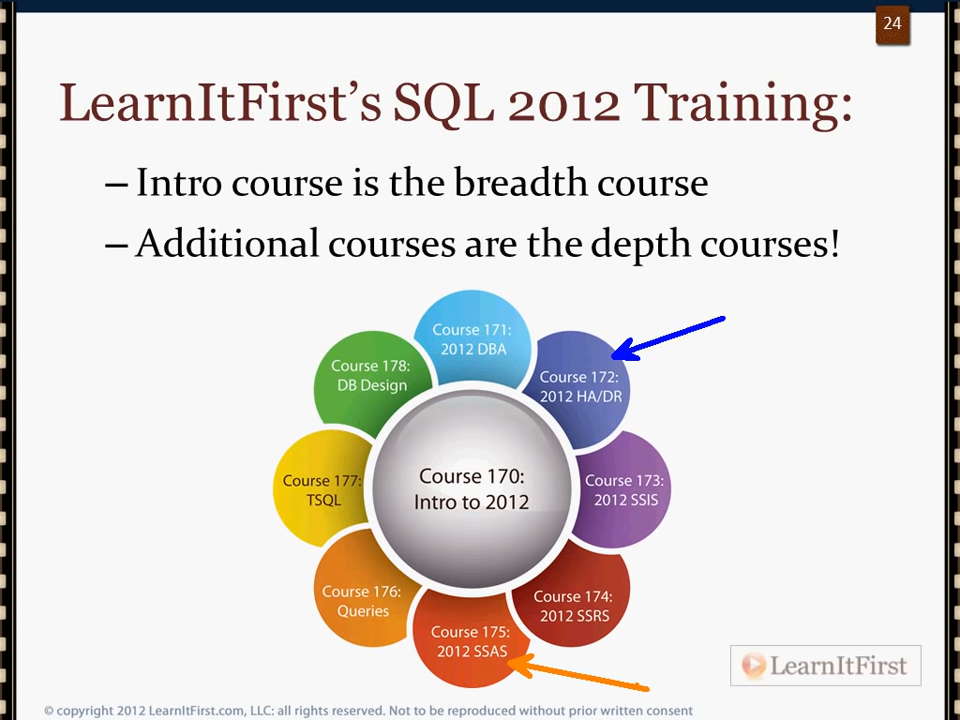 24
LearnItFirst’s SQL 2012 Training:
– Intro course is the breadth course
– Additional courses are the depth courses!
Course 171:
2012 DBA
Course 172:
2012 HA/DR
Course 173:
2012 SSIS
Course 174:
2012 SSRS
Course 175:
2012 SSAS
Course 176:
Queries
Course 177:
TSQL
Course 178:
DB Design
Course 170:
Intro to 2012
LearnItFirst
© copyright 2012 LearnItFirst.com, LLC: all rights reserved. Not to be reproduced without prior written consent